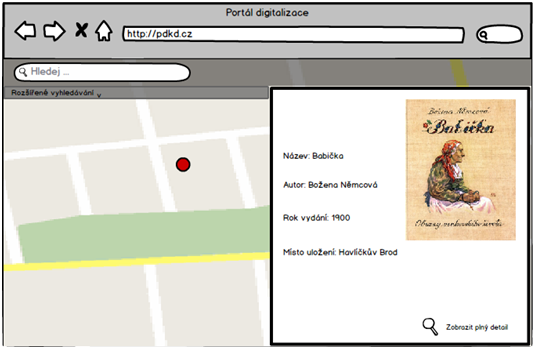 Portál digitalizace
http://pdkd.cz
Hledej ...
Rozšířené vyhledávání
Božena Němcová
Babička
Název: Babička
Autor: Božena Němcová
Rok vydání: 1900
Obrazy venkovského života
Místo uložení: Havlíčkův Brod
Zobrazit plný detail